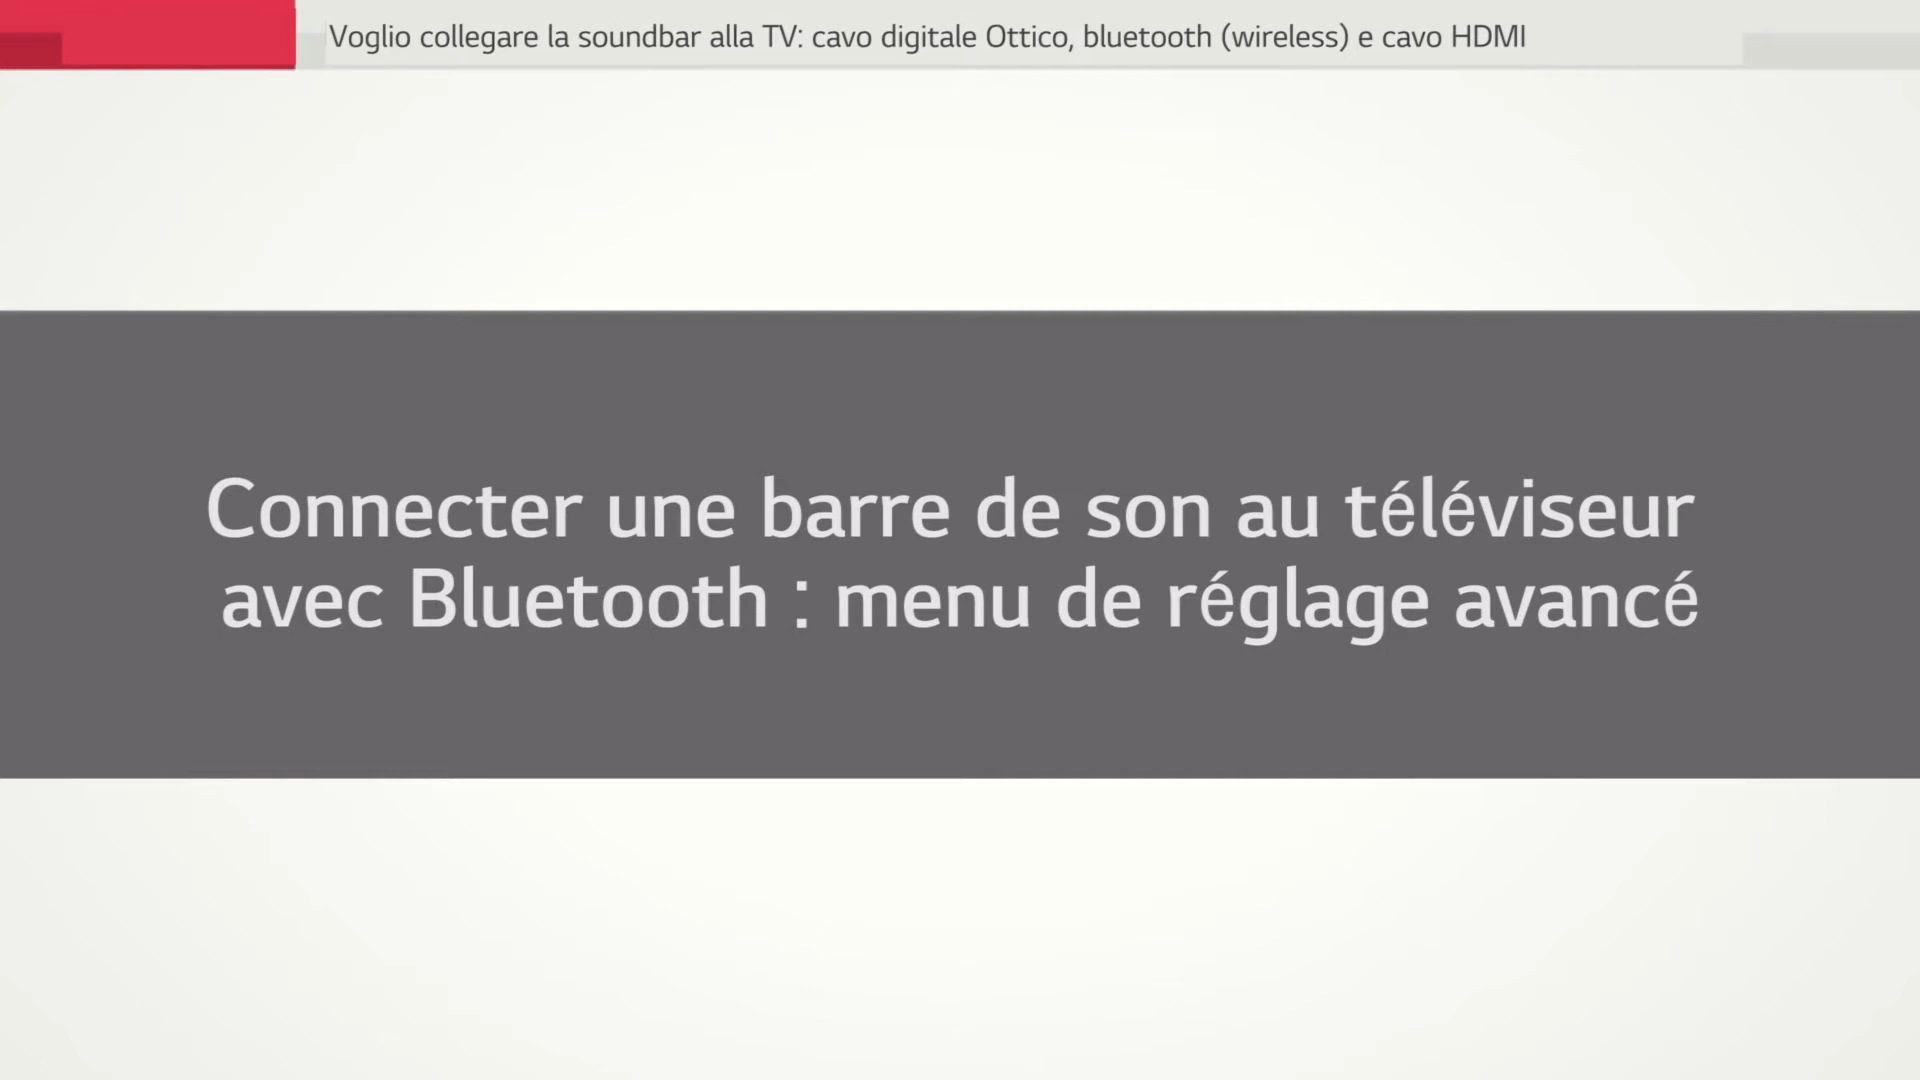 Voglio collegare la soundbar alla TV: cavo digitale Ottico, bluetooth (wireless) e cavo HDMI
Connecter une barre de son au téléviseur
avec Bluetooth : menu de réglage avancé